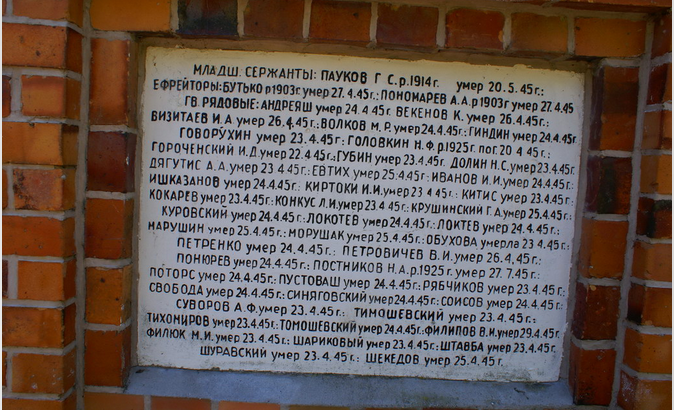 МЛАДШ. СЕРЖАНТЫ: ПАУКОВ Г С.р.1914г. умер 20.5.45г.;
ЕФРЕЙТОРЫ: БУТЬКО р1903г умер 27.4.45г.; ПОНОМАРЕВ А.А.р1903г умер 27.4.45
ГВ. РЯДОВЫЕ: АНДРЕЯШ умер 24.4 45г ВЕКЕНОВ К. умер 26.4.45г.;
ВИЗИТАЕВ И А умер 26.4.45г.; ВОЛКОВ М.Р. умер 24.4.45г.; ГИНДИН умер 24.4.45г
ГОВОРУХИН умер 23.4.45г.; ГОЛОВКИН Н.Ф.р1925г пог. 20 4 45г.;
ГОРОЧЕНСКИЙ И.Д. умер 22.4.45г.; ГУБИН умер 23.4.45г. ДОЛИН Н.С. умер 23.4.45г.
ДЯГУТИС А.А. умер 23 4.45г.; ЕВТИХ умер 25.4.45г.; ИВАНОВ И.И. умер 24.4.45г.;
ИШКАЗАНОВ умер 24.4.45г.; КИРТОКИ И.И. умер 23 4 45г.; КИТИС умер 23.4.45г.;
КОКАРЕВ умер 23.4.45г.; КОНКУС Л.И умер 23.4.45г.; КРУШИНСКИЙ Г.А. умер 25.4.45г.;
КУРОВСКИЙ умер 24.4.45г.; ЛОКОТЕВ умер 24.4.45г.; ЛОКТЕВ умер 24.4.45г.;
МАРУШИН умер 25.4.45г.; МОРУШАК умер 25.4.45г.; ОБУХОВА умерла 23 4.45г.;
ПЕТРЕНКО умер 24.4.45г.; ПЕТРОВИЧЕВ В.И. умер 26.4.45г.;
ПОНЮРЕВ умер 23.4.45г.; ПОСТНИКОВ Н.А.р.1925г. умер 27.7.45г.;
ПОТОРС умер 24.4.45г.; ПУСТОВАШ умер 24.4.45г.; РЯБЧИКОВ умер 23.4.45г.;
СВОБОДА умер 24.4.45г.; СИНЯГОВСКИЙ умер 24.4.45г.; СОИСОВ умер 24.4.45г.;
СУВОРОВ А.Ф. умер 23.4.45г.; ТИМОШЕВСКИЙ умер 23.4.45г.;
ТИХОМИРОВ умер 23.4.45г.; ТОМОШЕВСКИЙ умер 24.4.45г.; ФИЛИПОВ В.И. умер 29.4.45г.
ФИЛЮК М.И. умер 23.4.45г.; ШАРИКОВЫЙ умер 23.4.45г.; ШТАВБА умер 23.4.45г.
ШУРАВСКИЙ умер 23.4.45г.; ШЕКЕДОВ умер 25.4.45г.